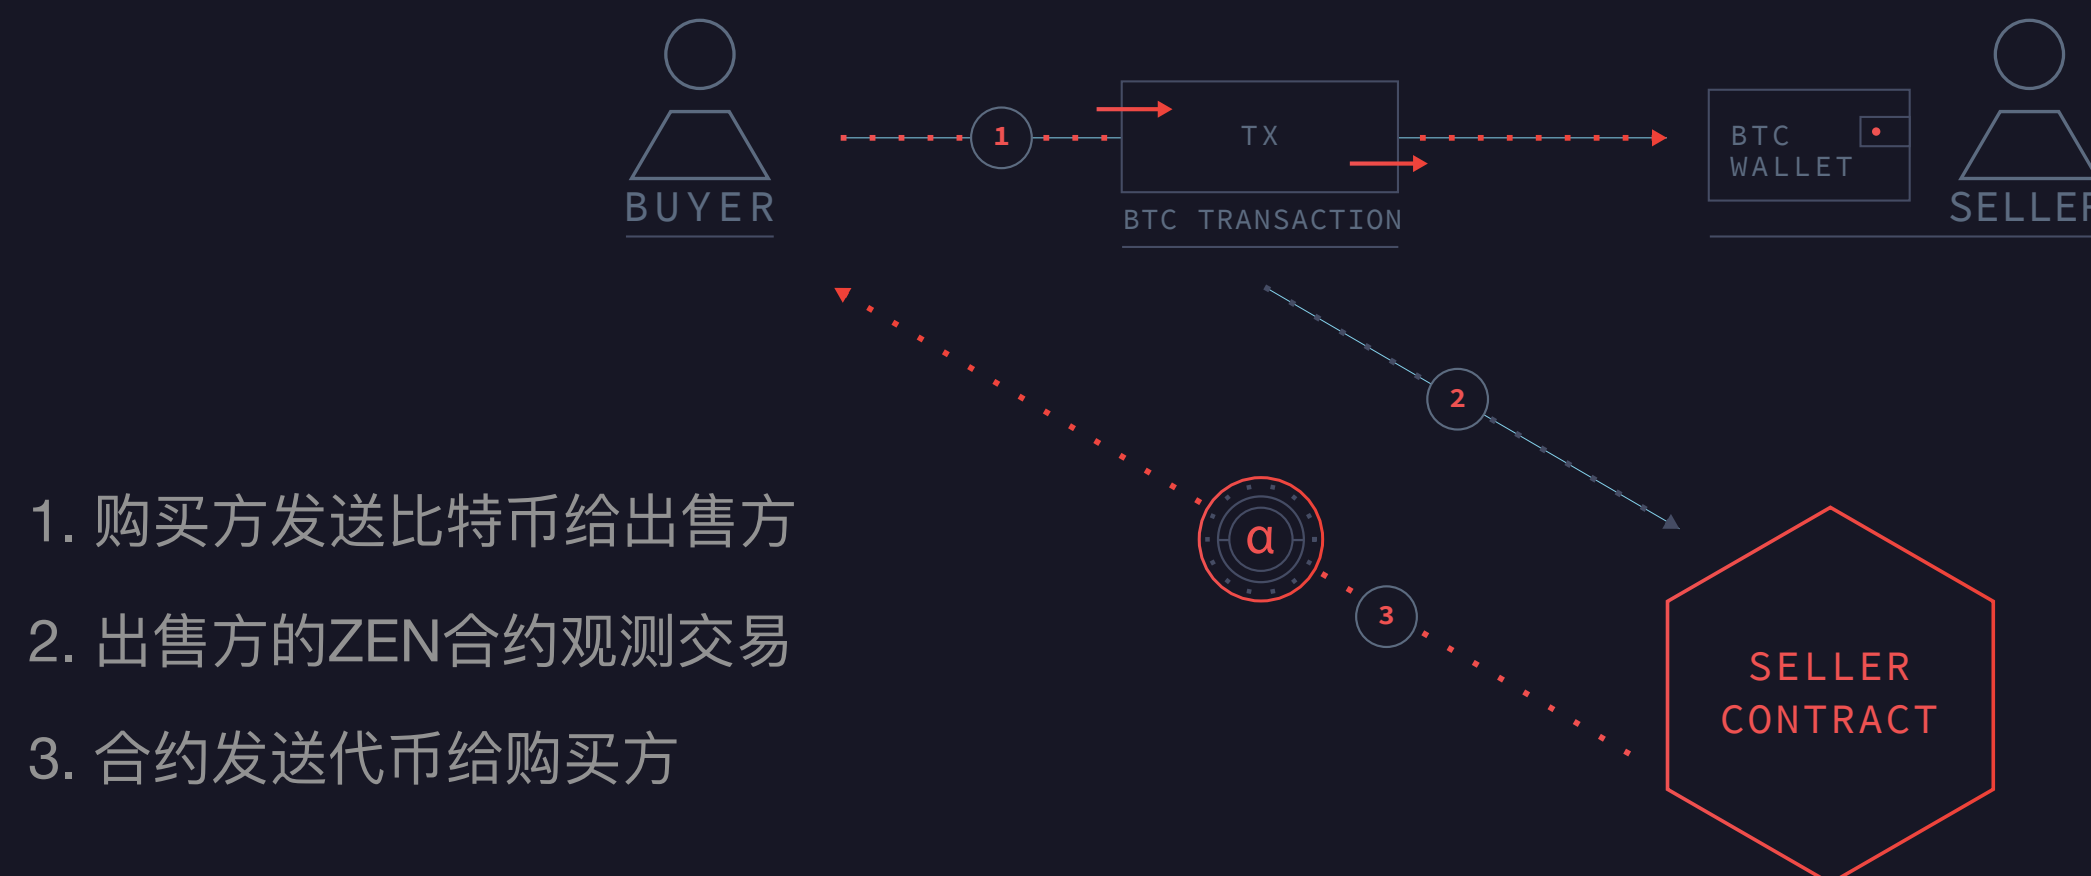 1
TX
BTC
WALLET
BUYER
BTC TRANSACTION
SELLER
2
α
3
SELLER
CONTRACT
1. 购买方发送比特币给出售方
2. 出售方的ZEN合约观测交易
3. 合约发送代币给购买方